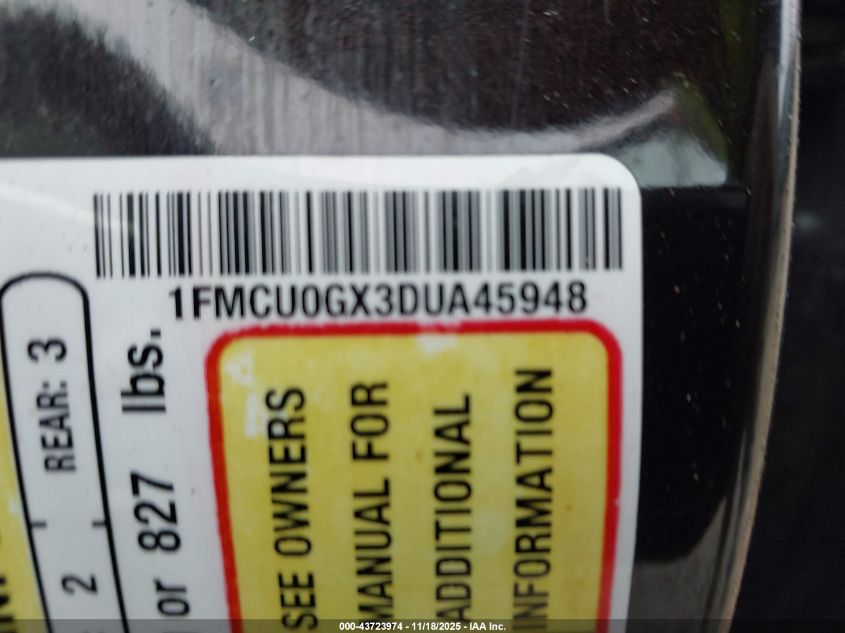 1FMCU0GX3DUA45948
REAR: 3
2
or 827 lbs.
SEE OWNERS
MANUAL FOR
ADDITIONAL
INFORMATION
000-43723974 - 11/18/2025 - IAA Inc.